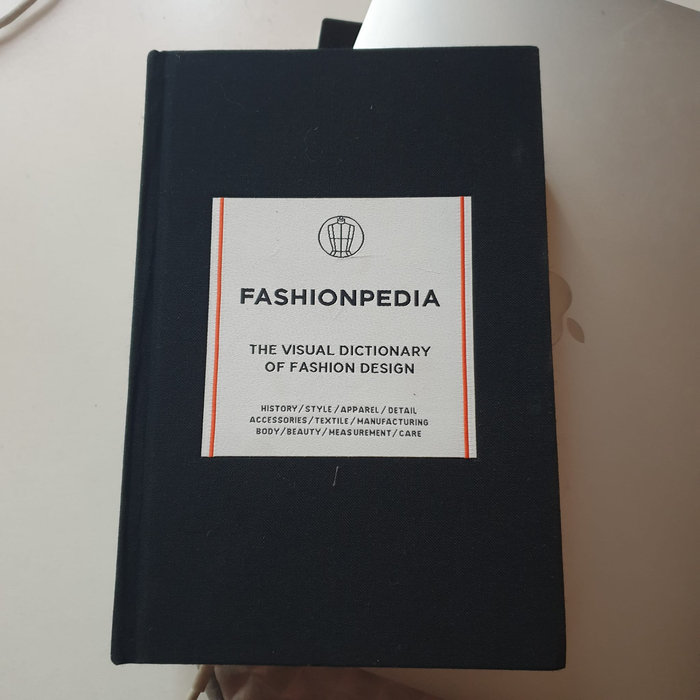 FASHIONPEDIA
THE VISUAL DICTIONARY
OF FASHION DESIGN
HISTORY/STYLE/APPAREL/DETAIL
ACCESSORIES/TEXTILE/MANUFACTURING
BODY/BEAUTY/MEASUREMENT/CARE